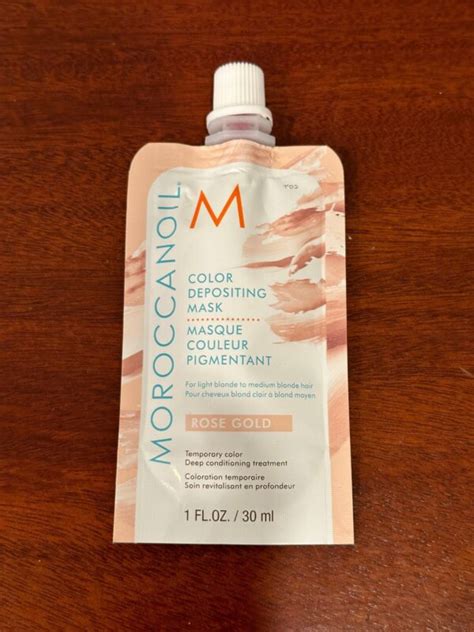 MOROCCANOIL®
M
COLOR
DEPOSITING
MASK
MASQUE
COULEUR
PIGMENTANT
For light blonde to medium blonde hair
Pour cheveux blond clair à blond moyen
ROSE GOLD
Temporary color
Deep conditioning treatment
Coloration temporaire
Soin revitalisant en profondeur
1 FL.OZ. / 30 ml